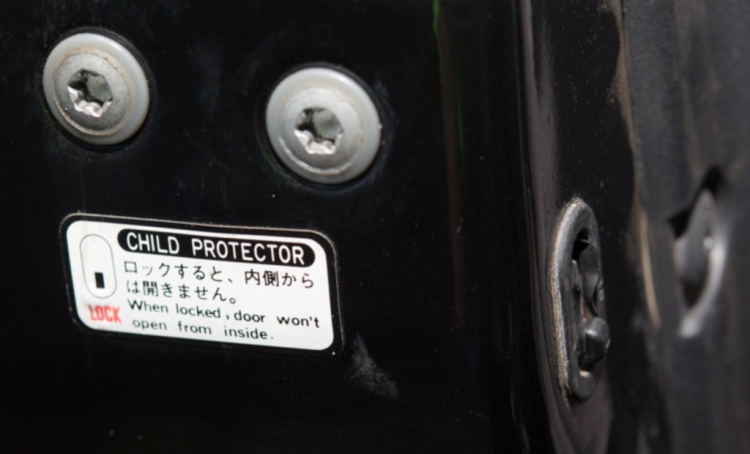 CHILD PROTECTOR
ロックすると、内側から
は開きません。
LOCK
When locked, door won't
open from inside.